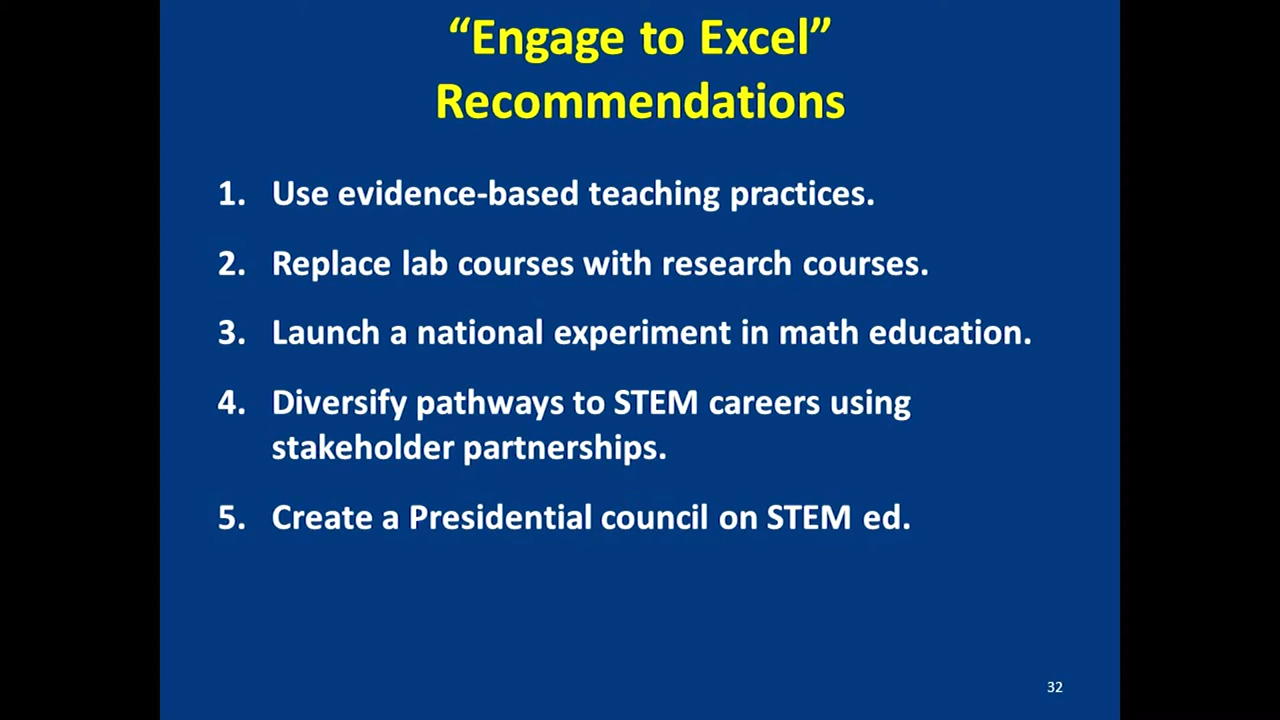 “Engage to Excel”
Recommendations
1. Use evidence-based teaching practices.
2. Replace lab courses with research courses.
3. Launch a national experiment in math education.
4. Diversify pathways to STEM careers using
stakeholder partnerships.
5. Create a Presidential council on STEM ed.
32